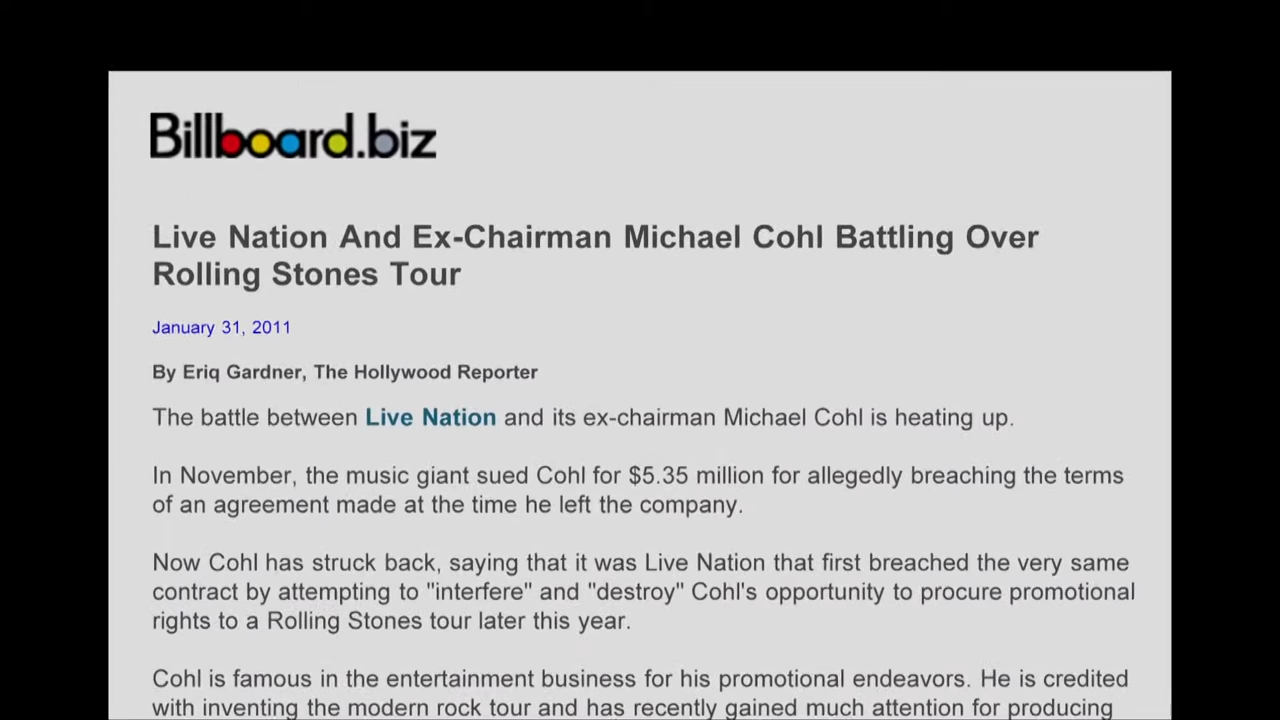 Billboard.biz
Live Nation And Ex-Chairman Michael Cohl Battling Over
Rolling Stones Tour
January 31, 2011
By Eriq Gardner, The Hollywood Reporter
The battle between Live Nation and its ex-chairman Michael Cohl is heating up.
In November, the music giant sued Cohl for $5.35 million for allegedly breaching the terms
of an agreement made at the time he left the company.
Now Cohl has struck back, saying that it was Live Nation that first breached the very same
contract by attempting to "interfere" and "destroy" Cohl's opportunity to procure promotional
rights to a Rolling Stones tour later this year.
Cohl is famous in the entertainment business for his promotional endeavors. He is credited
with inventing the modern rock tour and has recently gained much attention for producing